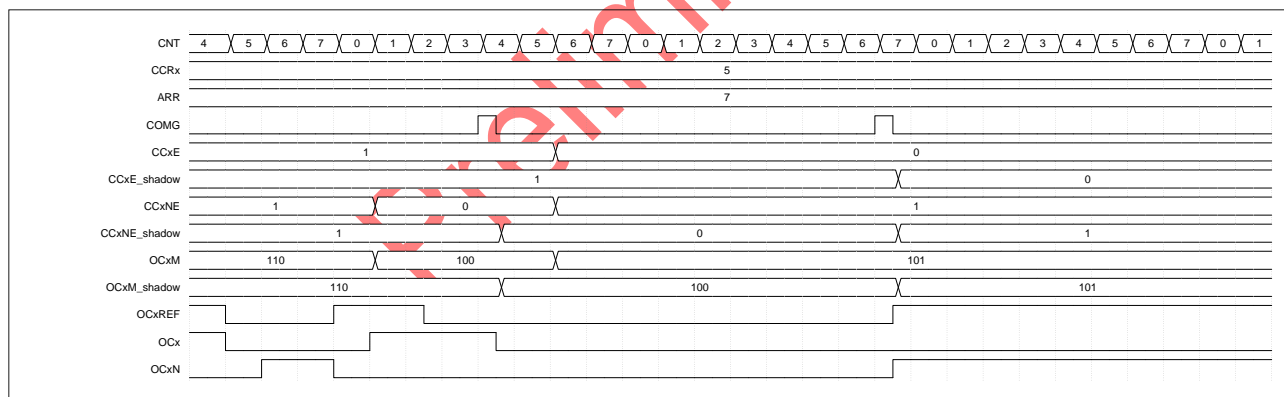 CNT 4 5 6 7 0 1 2 3 4 5 6 7 0 1 2 3 4 5 6 7 0 1 2 3 4 5 6 7 0 1
CCRx 5
ARR 7
COMG
CCxE 1 0
CCxE_shadow 1 0
CCxNE 1 0 1
CCxNE_shadow 1 0 1
OCxM 110 100 101
OCxM_shadow 110 100 101
OCxREF
OCx
OCxN